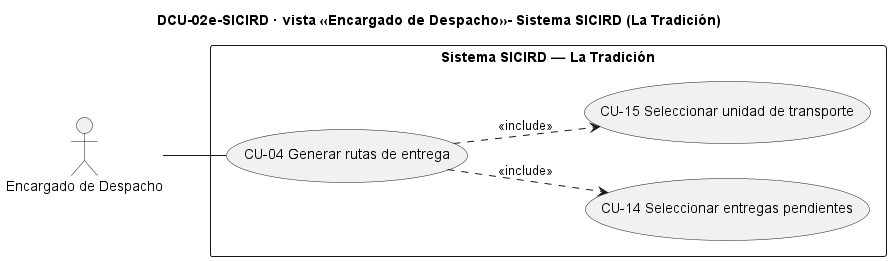 DCU-02e-SICIRD · vista «Encargado de Despacho»- Sistema SICIRD (La Tradición)
Sistema SICIRD — La Tradición
CU-15 Seleccionar unidad de transporte
«include»
CU-04 Generar rutas de entrega
«include»
Encargado de Despacho
CU-14 Seleccionar entregas pendientes